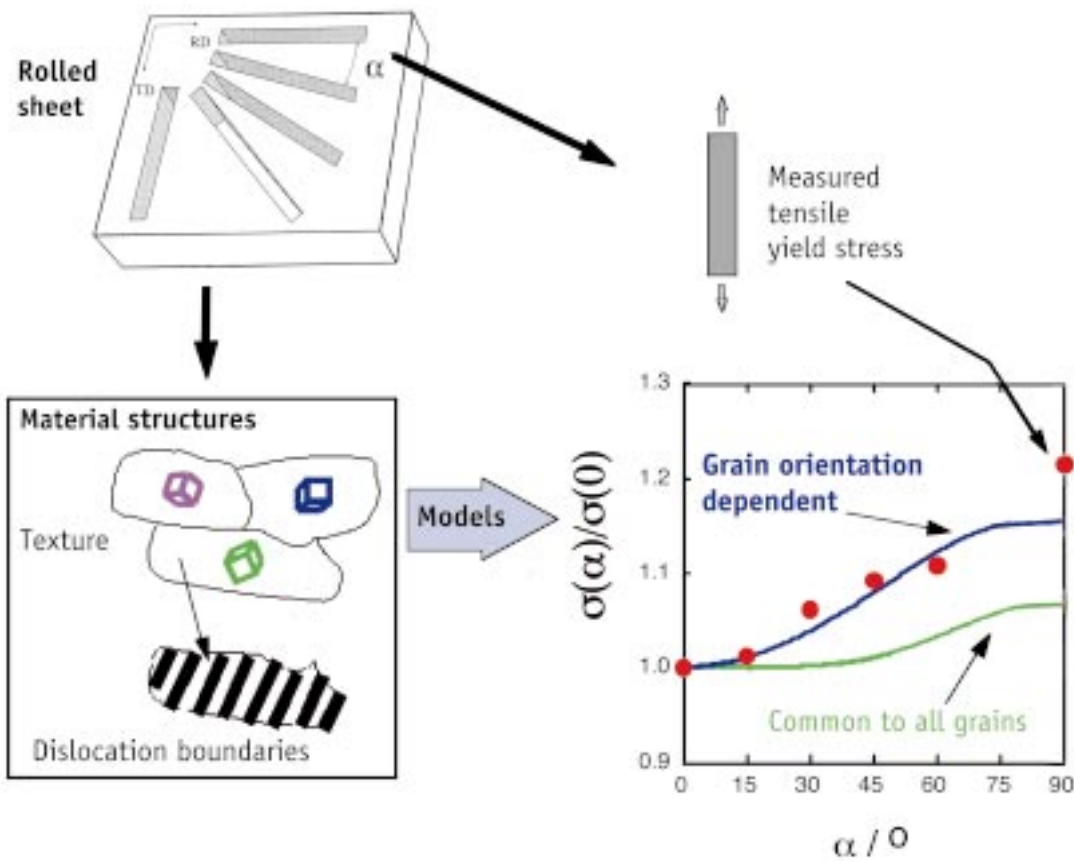 RD
α
Rolled
sheet
TD
Measured
tensile
yield stress
Material structures
Texture
Dislocation boundaries
Models
1.3
1.2
1.1
1.0
0.9
σ(α)/σ(0)
Grain orientation
dependent
Common to all grains
0 15 30 45 60 75 90
α / O